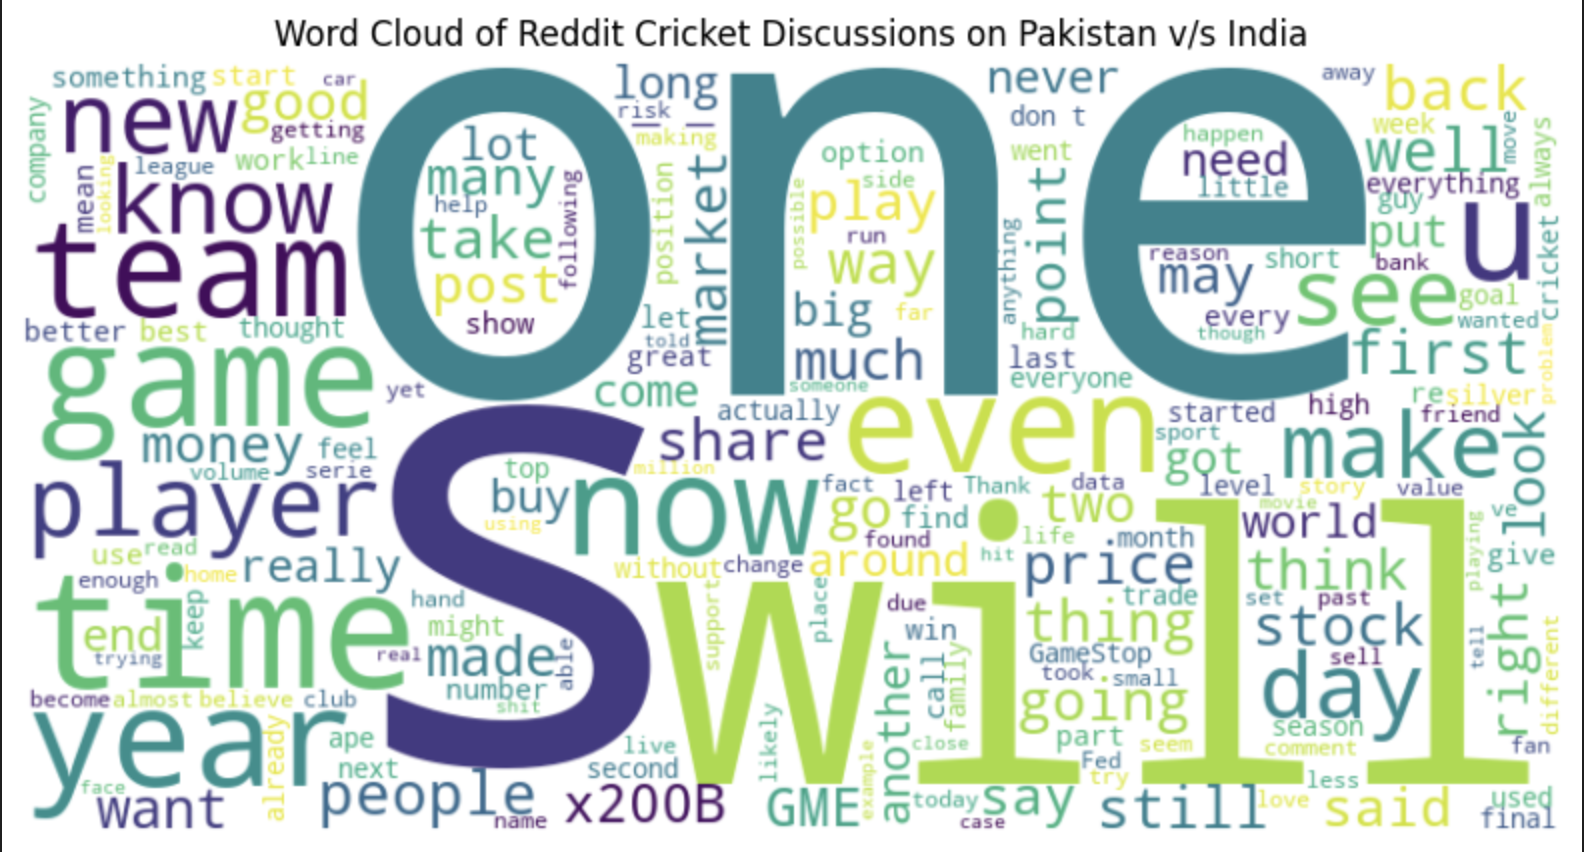 Word Cloud of Reddit Cricket Discussions on Pakistan v/s India
something start car
new good
getting
company
league work line
mean
looking
know
team
better best thought
one
lot
many
help
take
following
post
show
long
risk
making
position
market
let
told
great
come
option
side
play
possible
run
way
big far
much
someone
never
don t
went
point
anything
hard
last
everyone
happen
need
little
reason short
may
every
though
away back
week
move
well
always
everything
guy
put
u
bank
cricket
see
goal
wanted
first
problem
re silver
game
yet
money feel
volume serie
player
use read
enough home really
time
end
keep
trying
become almost believe club
year
already
ape
next
face
want
people
name
S
top
buy
using
hand
might
real made
able
number
shit
live
second
x200B
actually
share
even
million
now
fact left Thank
go find
found
without change around
started high friend
sport
got
make
look
data
two
level story value
movie
world
ve
life
hit
month
price
think
playing
give
trade
set past
thing
stock
tell
right
different
will
support
place
due
win
family
call
another
likely
close
example
GameStop
took small
going
part seem
Fed
try
sell
day
season
comment
less
fan
GME
today say
case
still
love said
used
final